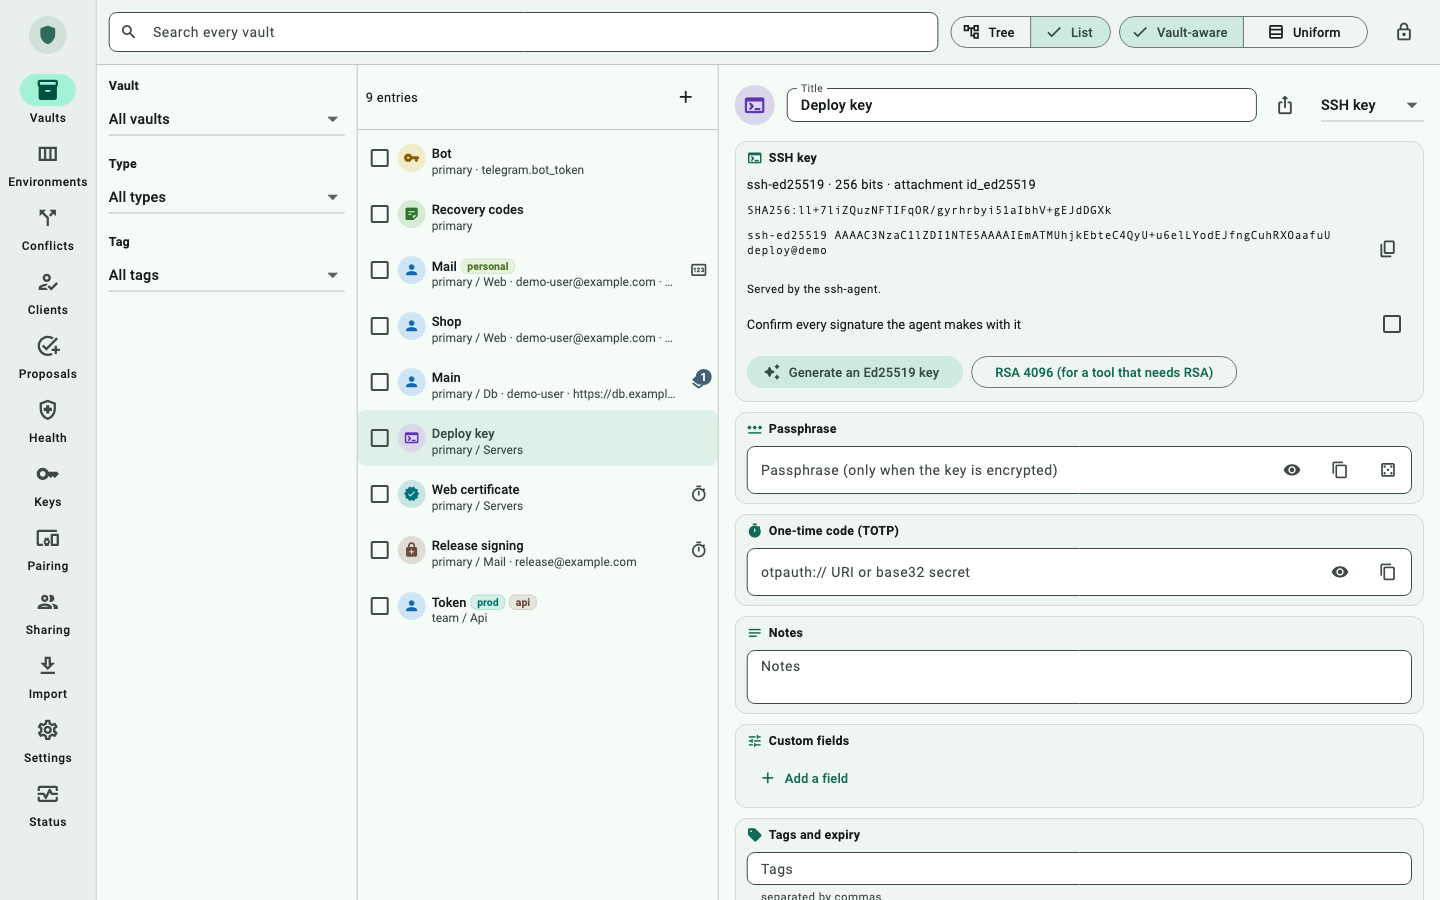 Search every vault
Tree
List
Vault-aware
Uniform
Vaults
Environments
Conflicts
Clients
Proposals
Health
Keys
Pairing
Sharing
Import
Settings
Status
Vault
All vaults
Type
All types
Tag
All tags
9 entries
Bot
primary · telegram.bot_token
Recovery codes
primary
Mail personal
primary / Web · demo-user@example.com · …
123
Shop
primary / Web · demo-user@example.com · …
Main
primary / Db · demo-user · https://db.exampl…
1
Deploy key
primary / Servers
Web certificate
primary / Servers
Release signing
primary / Mail · release@example.com
Token prod api
team / Api
Title
Deploy key
SSH key
SSH key
ssh-ed25519 · 256 bits · attachment id_ed25519
SHA256:ll+7liZQuzNFTIFqOR/gyrhrbyi51aIbhV+gEJdDGXk
ssh-ed25519 AAAAC3NzaC1lZDI1NTE5AAAAIEmATMUhjkEbteC4QyU+u6elLYodEJfngCuhRXOaafuU
deploy@demo
Served by the ssh-agent.
Confirm every signature the agent makes with it
Generate an Ed25519 key
RSA 4096 (for a tool that needs RSA)
Passphrase
Passphrase (only when the key is encrypted)
One-time code (TOTP)
otpauth:// URI or base32 secret
Notes
Notes
Custom fields
Add a field
Tags and expiry
Tags
separated by commas